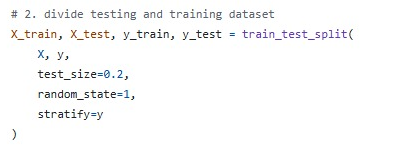 # 2. divide testing and training dataset
X_train, X_test, y_train, y_test = train_test_split(
    X, y,
    test_size=0.2,
    random_state=1,
    stratify=y
)